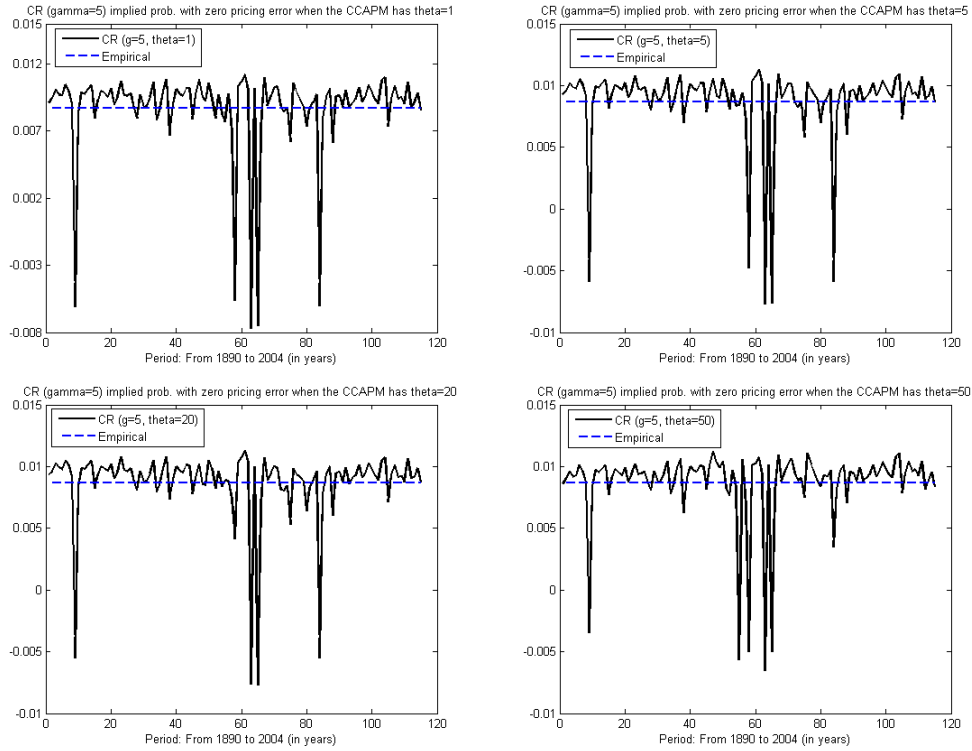 CR (gamma=5) implied prob. with zero pricing error when the CCAPM has theta=1
0.015
0.012
0.007
0.002
-0.003
-0.008
CR (g=5, theta=1)
Empirical
0 20 40 60 80 100 120
Period: From 1890 to 2004 (in years)
CR (gamma=5) implied prob. with zero pricing error when the CCAPM has theta=5
0.015
0.010
0.005
0
-0.005
-0.01
CR (g=5, theta=5)
Empirical
0 20 40 60 80 100 120
Period: From 1890 to 2004 (in years)
CR (gamma=5) implied prob. with zero pricing error when the CCAPM has theta=20
0.015
0.010
0.005
0
-0.005
-0.01
CR (g=5, theta=20)
Empirical
0 20 40 60 80 100 120
Period: From 1890 to 2004 (in years)
CR (gamma=5) implied prob. with zero pricing error when the CCAPM has theta=50
0.015
0.010
0.005
0
-0.005
-0.01
CR (g=5, theta=50)
Empirical
0 20 40 60 80 100 120
Period: From 1890 to 2004 (in years)